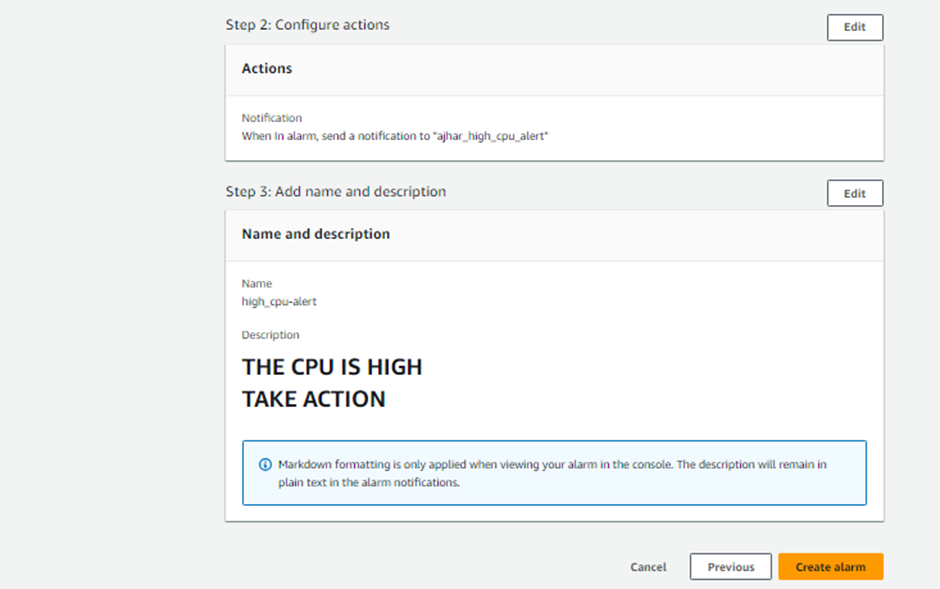 Step 2: Configure actions
Edit
Actions
Notification
When In alarm, send a notification to "ajhar_high_cpu_alert"
Step 3: Add name and description
Edit
Name and description
Name
high_cpu-alert
Description
THE CPU IS HIGH
TAKE ACTION
Markdown formatting is only applied when viewing your alarm in the console. The description will remain in
plain text in the alarm notifications.
Cancel
Previous
Create alarm